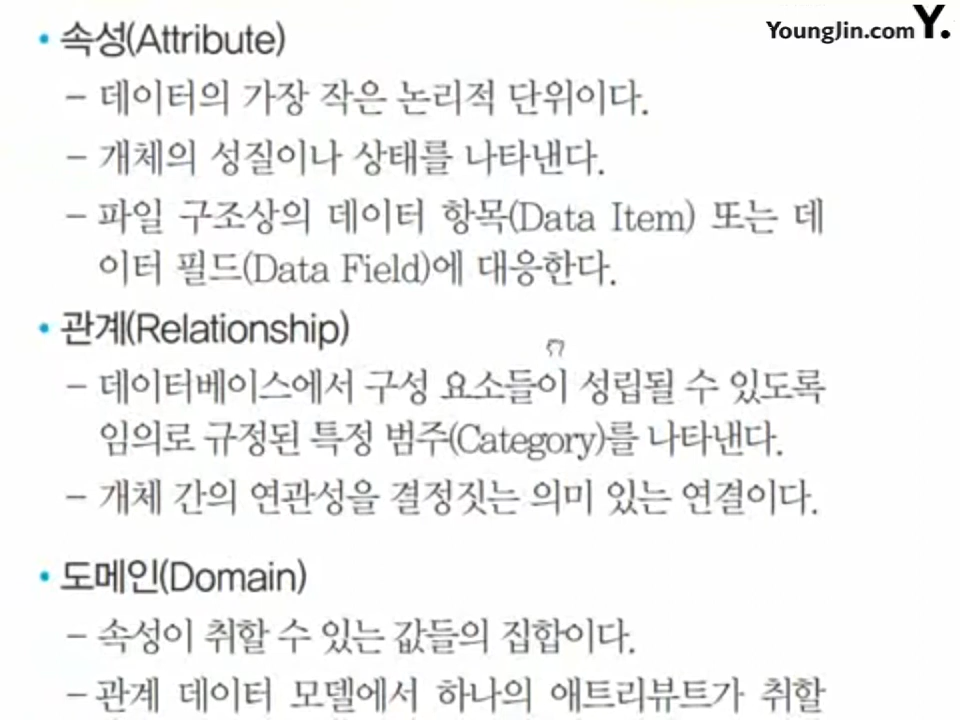 YoungJin.com Y.
• 속성(Attribute)
– 데이터의 가장 작은 논리적 단위이다.
– 개체의 성질이나 상태를 나타낸다.
– 파일 구조상의 데이터 항목(Data Item) 또는 데
이터 필드(Data Field)에 대응한다.
• 관계(Relationship)
– 데이터베이스에서 구성 요소들이 성립될 수 있도록
임의로 규정된 특정 범주(Category)를 나타낸다.
– 개체 간의 연관성을 결정짓는 의미 있는 연결이다.
• 도메인(Domain)
– 속성이 취할 수 있는 값들의 집합이다.
– 관계 데이터 모델에서 하나의 애트리뷰트가 취할